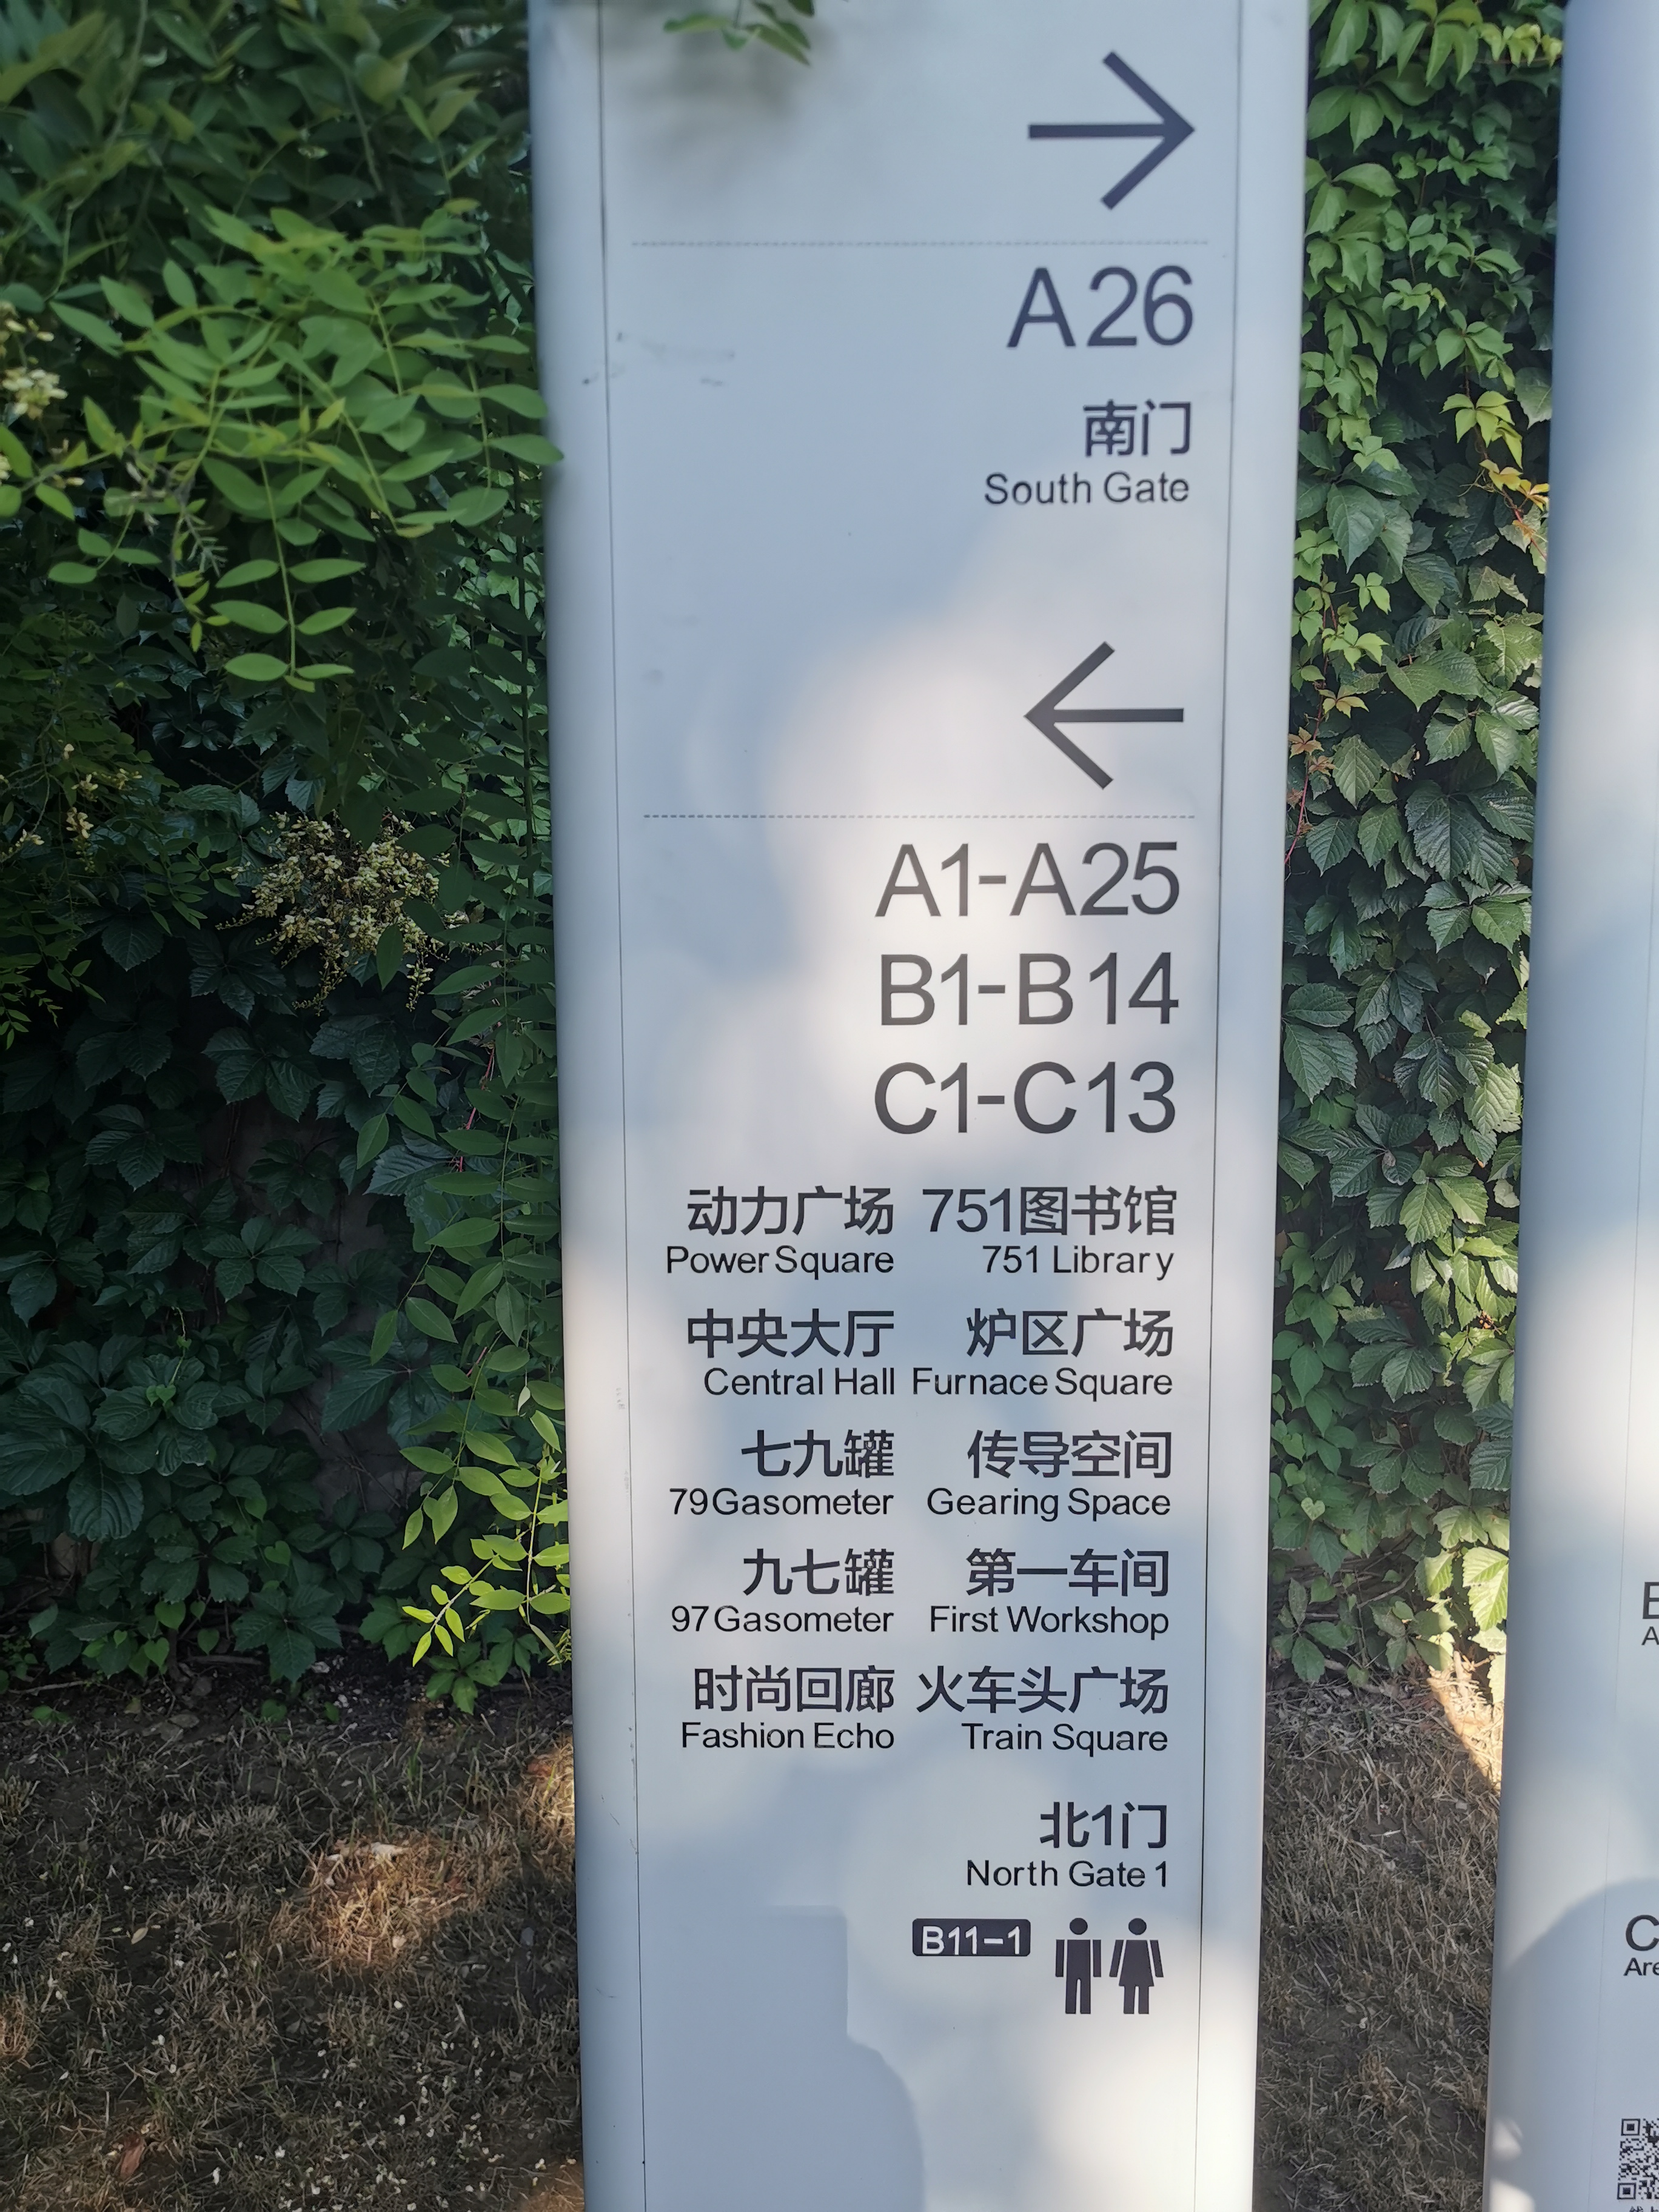 A26
南门
South Gate
A1-A25
B1-B14
C1-C13
动力广场 751图书馆
Power Square 751 Library
中央大厅 炉区广场
Central Hall Furnace Square
七九罐 传导空间
79 Gasometer Gearing Space
九七罐 第一车间
97 Gasometer First Workshop
时尚回廊 火车头广场
Fashion Echo Train Square
北1门
North Gate 1
B11-1